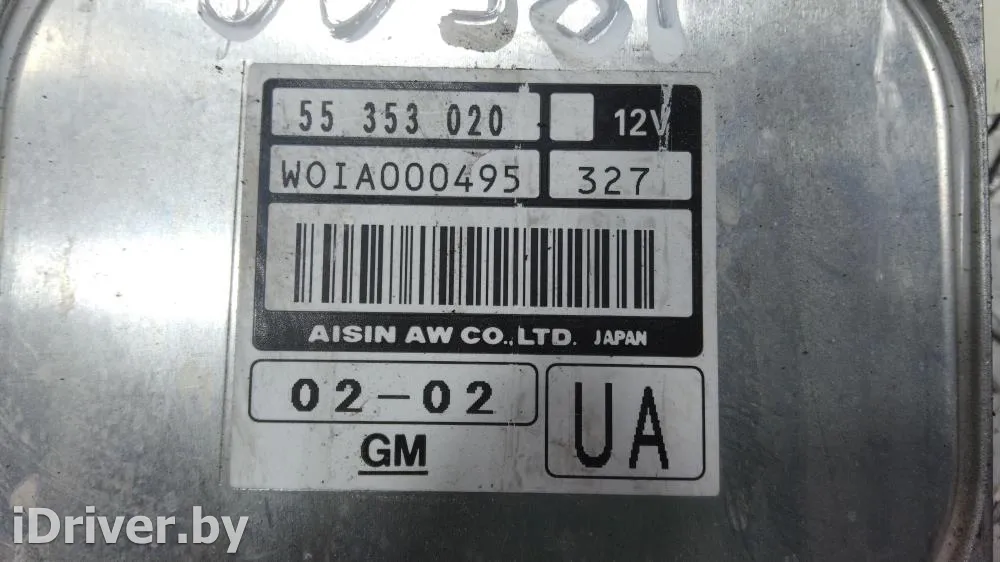 55 353 020 12V
W0IA000495 327
AISIN AW CO.,LTD. JAPAN
02-02 UA
GM
iDriver.by